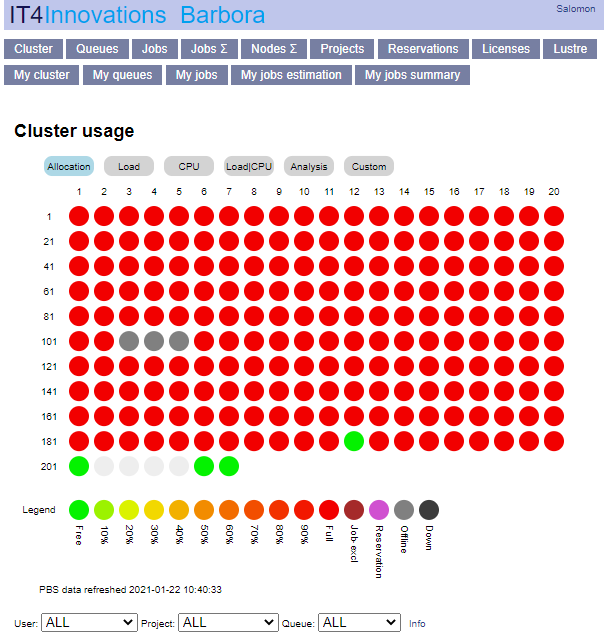 IT4Innovations Barbora Salomon
Cluster Queues Jobs Jobs Σ Nodes Σ Projects Reservations Licenses Lustre
My cluster My queues My jobs My jobs estimation My jobs summary
Cluster usage
Allocation Load CPU Load|CPU Analysis Custom
1 2 3 4 5 6 7 8 9 10 11 12 13 14 15 16 17 18 19 20
1
21
41
61
81
101
121
141
161
181
201
Legend
Free 10% 20% 30% 40% 50% 60% 70% 80% 90% Full Job-excl Reservation Offline Down
PBS data refreshed 2021-01-22 10:40:33
User: ALL Project: ALL Queue: ALL Info